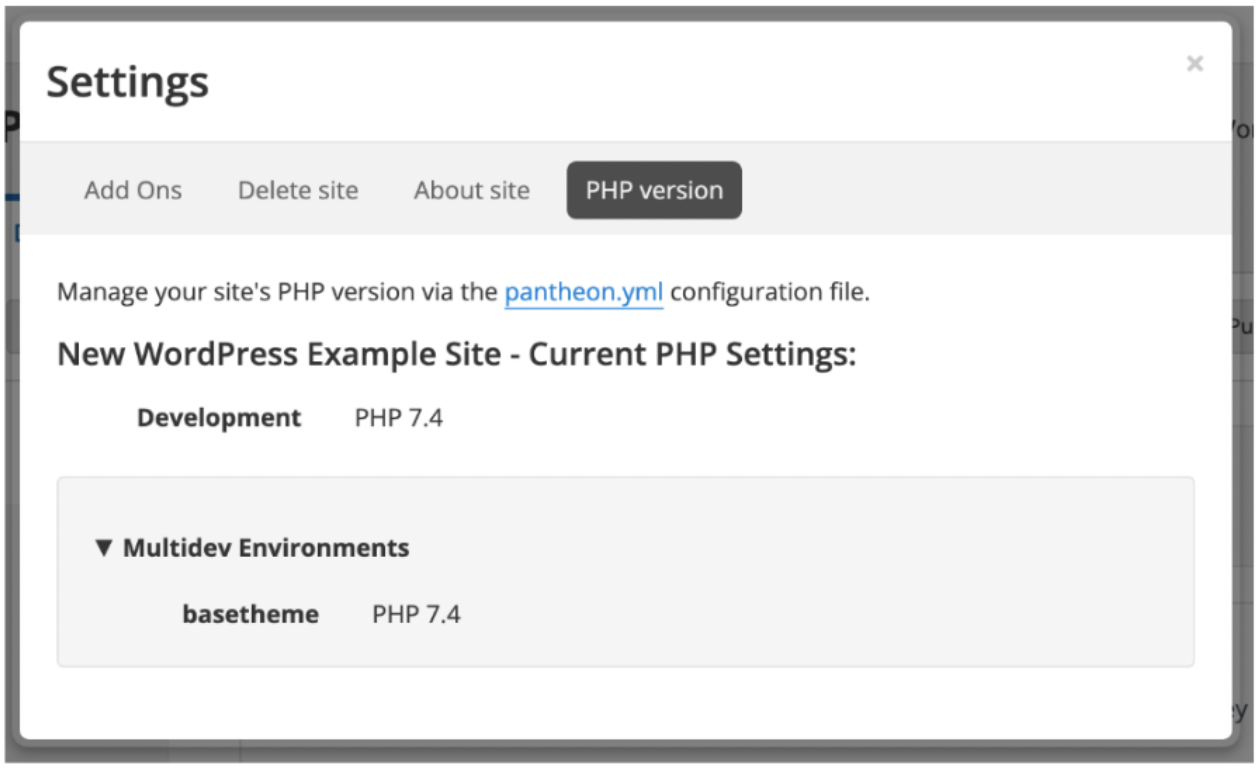 Settings
×
Add Ons Delete site About site PHP version
Manage your site's PHP version via the pantheon.yml configuration file.
New WordPress Example Site - Current PHP Settings:
Development PHP 7.4
▼ Multidev Environments
basetheme PHP 7.4